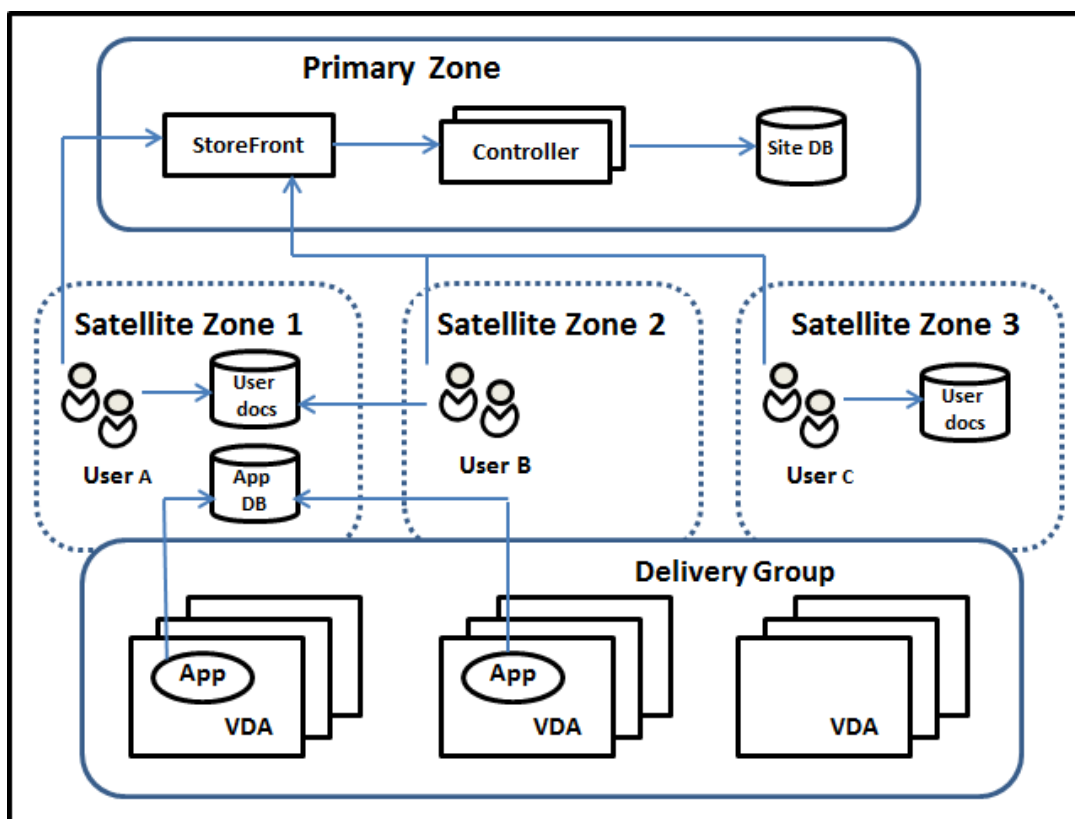 Primary Zone
StoreFront
Controller
Site DB
Satellite Zone 1
Satellite Zone 2
Satellite Zone 3
User
docs
User A
App
DB
User B
User
docs
User C
Delivery Group
App
VDA
App
VDA
VDA